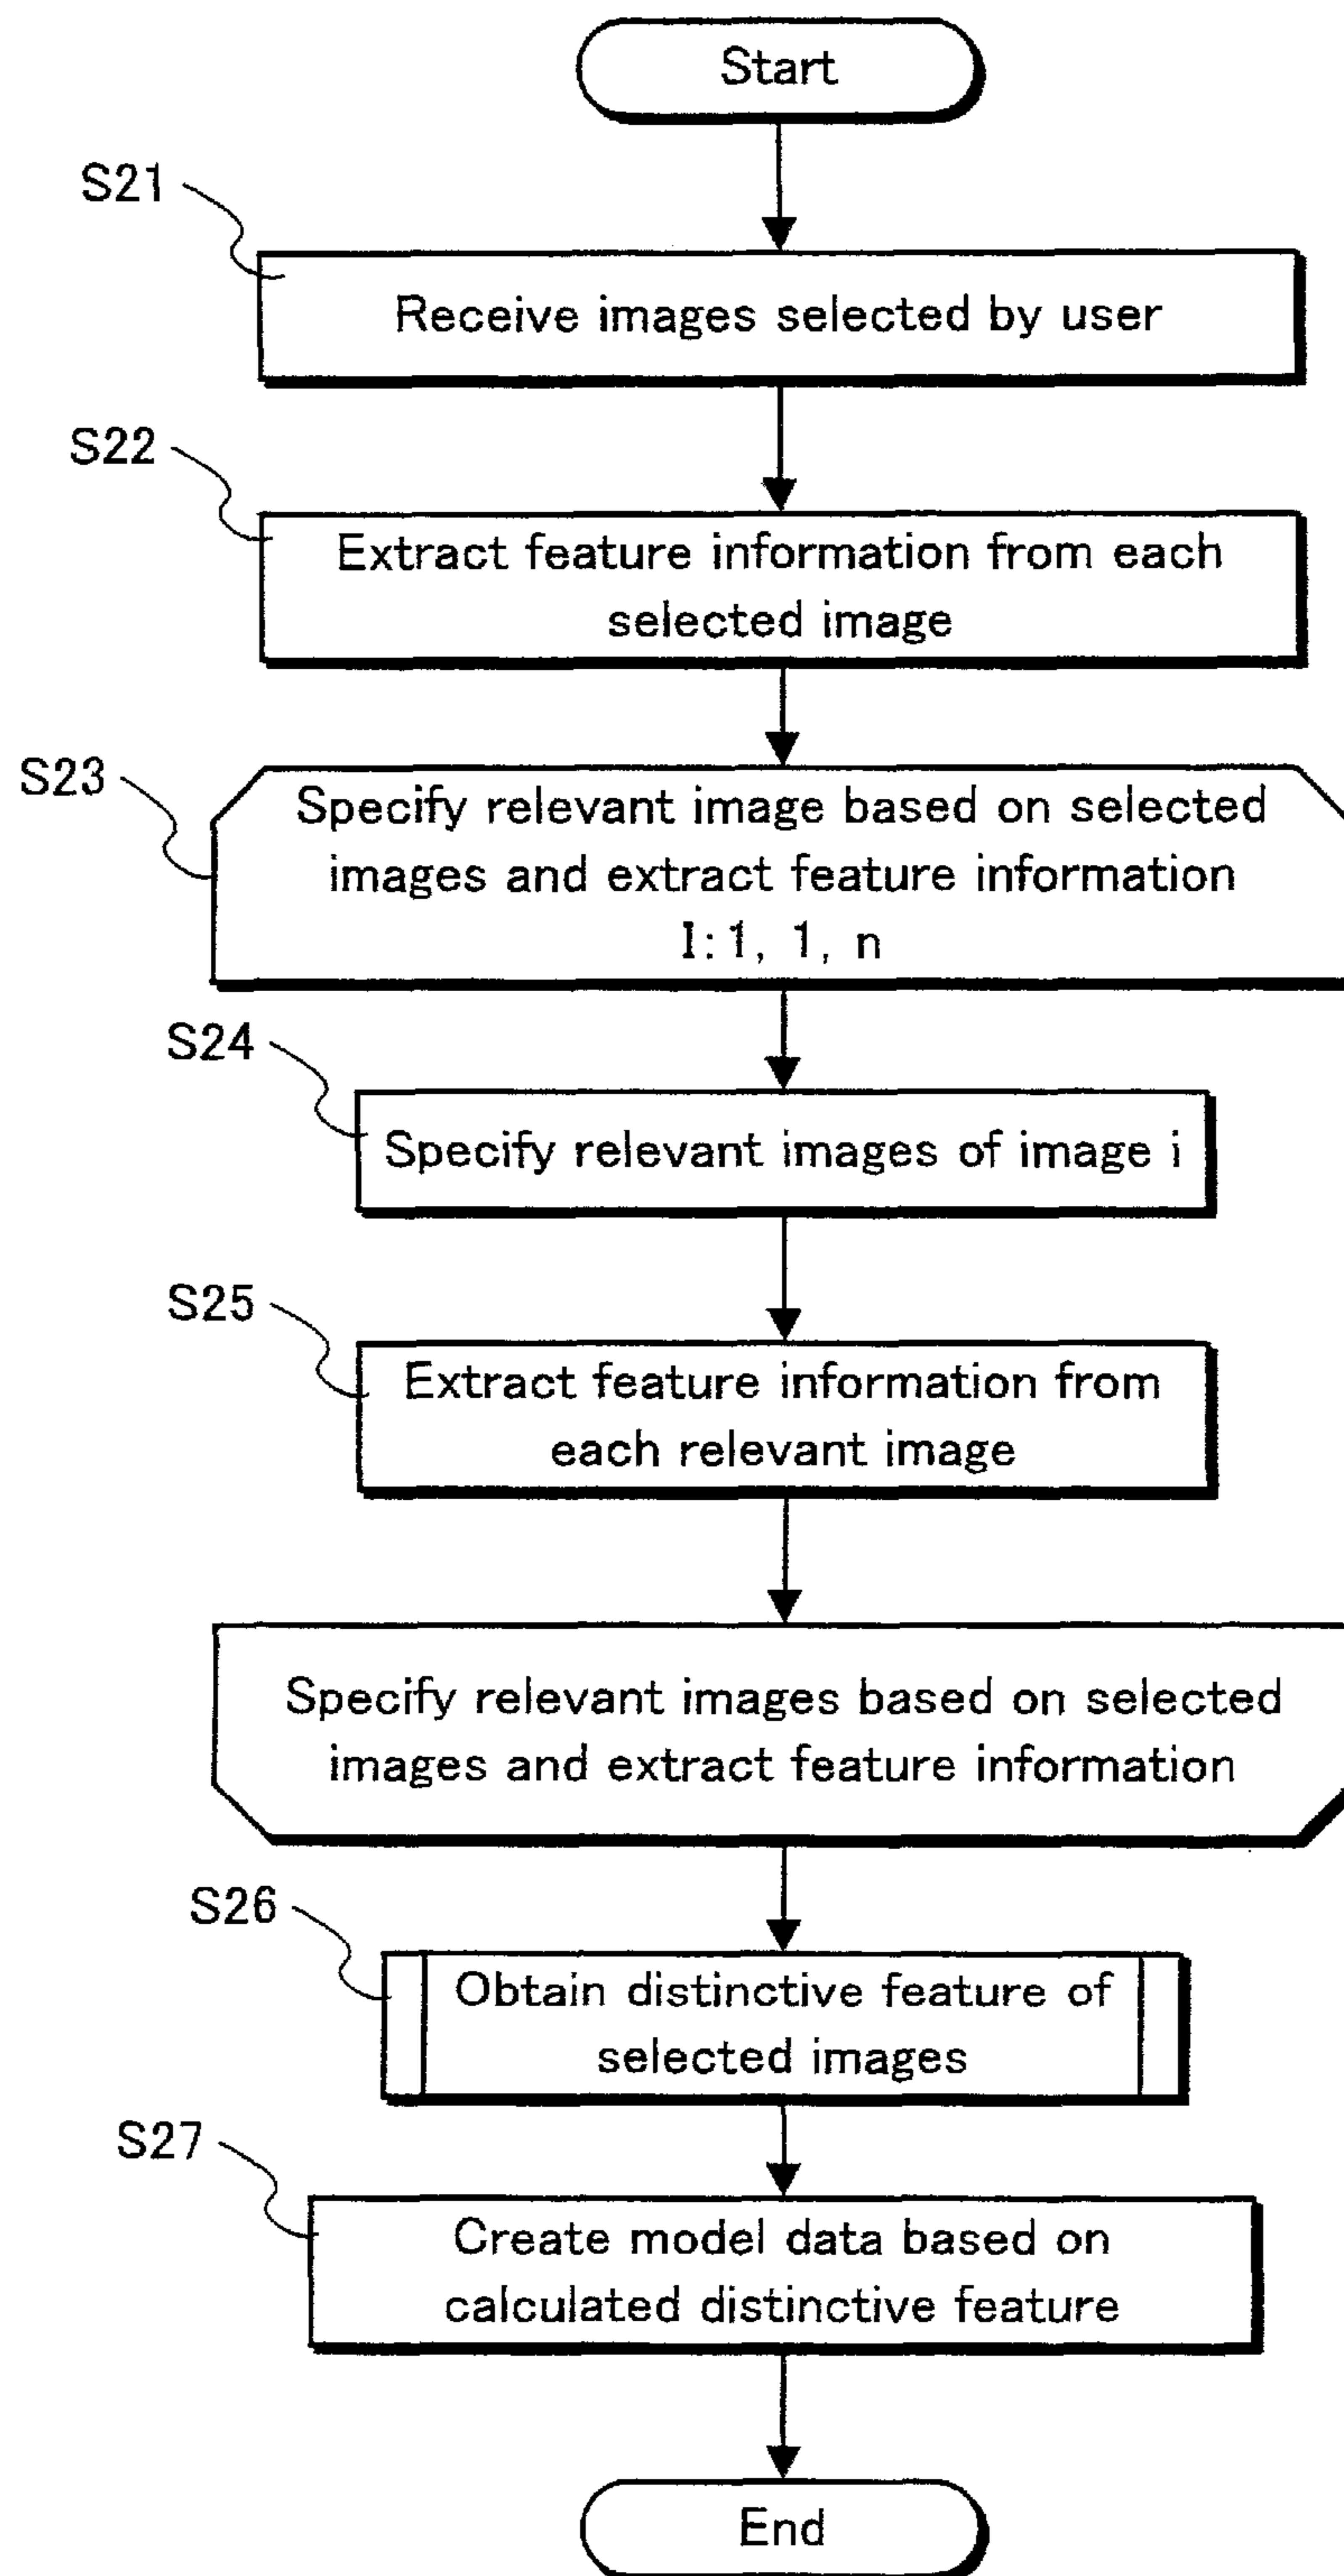 Start
S21
Receive images selected by user
S22
Extract feature information from each
selected image
S23
Specify relevant image based on selected
images and extract feature information
I:1, 1, n
S24
Specify relevant images of image i
S25
Extract feature information from
each relevant image
Specify relevant images based on selected
images and extract feature information
S26
Obtain distinctive feature of
selected images
S27
Create model data based on
calculated distinctive feature
End